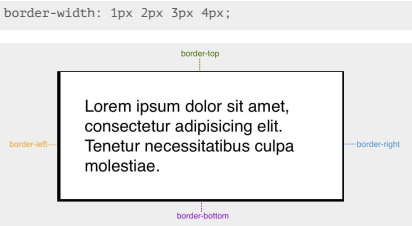 border-width: 1px 2px 3px 4px;
border-top
Lorem ipsum dolor sit amet,
consectetur adipisicing elit.
border-left
Tenetur necessitatibus culpa
border-right
molestiae.
border-bottom